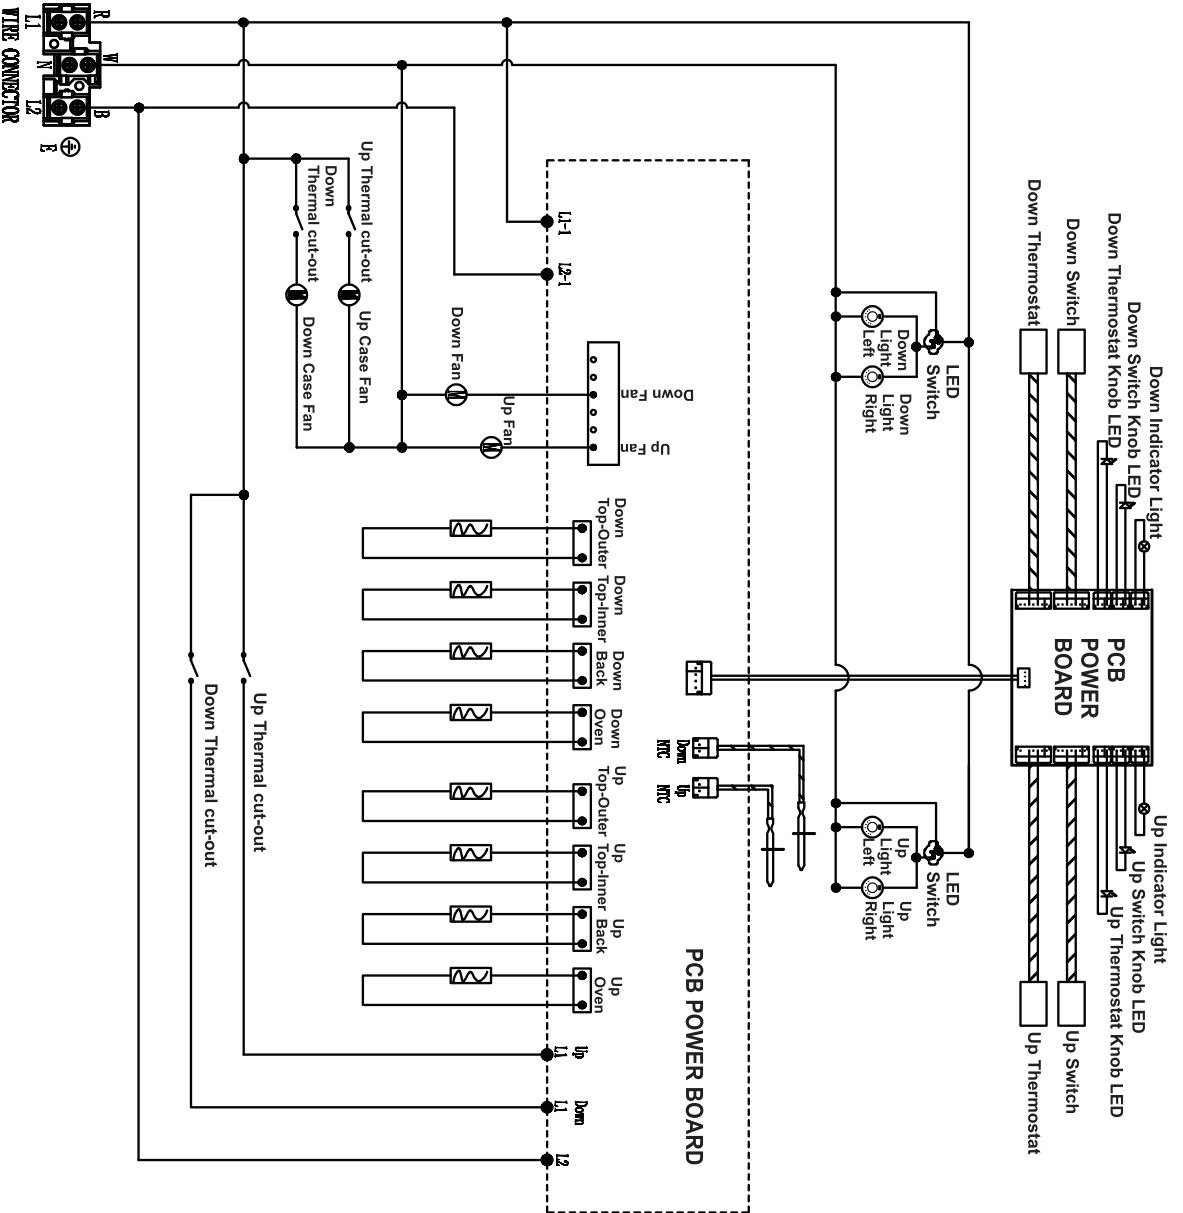 WIRE CONNECTOR
L1
R
N
W
L2
B
E
Up Thermal cut-out
Down
Thermal cut-out
Up Case Fan
Down Case Fan
L1-1
L2-1
Down Fan
Up Fan
Down Fan
Up Fan
Down
Top-Outer
Down
Top-Inner
Down
Back
Down
Oven
Up
Top-Outer
Up
Top-Inner
Up
Back
Up
Oven
Up
L1
Down
L1
L2
Up Thermal cut-out
Down Thermal cut-out
PCB POWER BOARD
Down
NTC
Up
NTC
LED
Switch
Down
Light
Left
Down
Light
Right
LED
Switch
Up
Light
Left
Up
Light
Right
Down Indicator Light
Down Switch Knob LED
Down Thermostat Knob LED
Down Switch
Down Thermostat
PCB
POWER
BOARD
Up Indicator Light
Up Switch Knob LED
Up Thermostat Knob LED
Up Switch
Up Thermostat